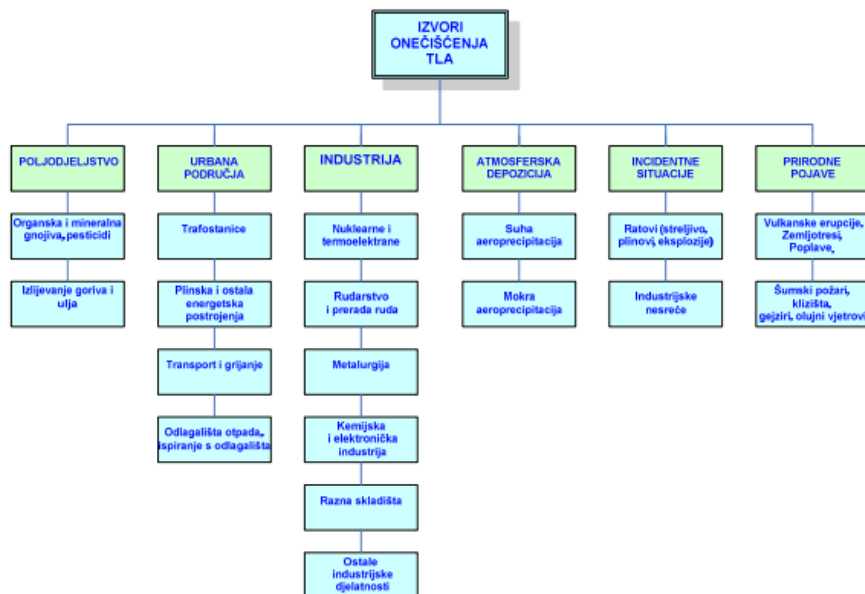 IZVORI
ONEČIŠĆENJA
TLA
POLJODJELJSTVO
Organska i mineralna
gnojiva, pesticidi
Izlijevanje goriva i
ulja
URBANA
PODRUČJA
Trafostanice
Plinska i ostala
energetska
postrojenja
Transport i grijanje
Odlagališta otpada,
ispiranje s odlagališta
INDUSTRIJA
Nuklearne i
termoelektrane
Rudarstvo
i prerada ruda
Metalurgija
Kemijska
i elektronička
industrija
Razna skladišta
Ostale
industrijske
djelatnosti
ATMOSFERSKA
DEPOZICIJA
Suha
aeroprecipitacija
Mokra
aeroprecipitacija
INCIDENTNE
SITUACIJE
Ratovi (streljivo,
plinovi, eksplozije)
Industrijske
nesreće
PRIRODNE
POJAVE
Vulkanske erupcije,
Zemljotresi,
Poplave,
Šumski požari,
klizišta,
gejziri, olujni vjetrovi